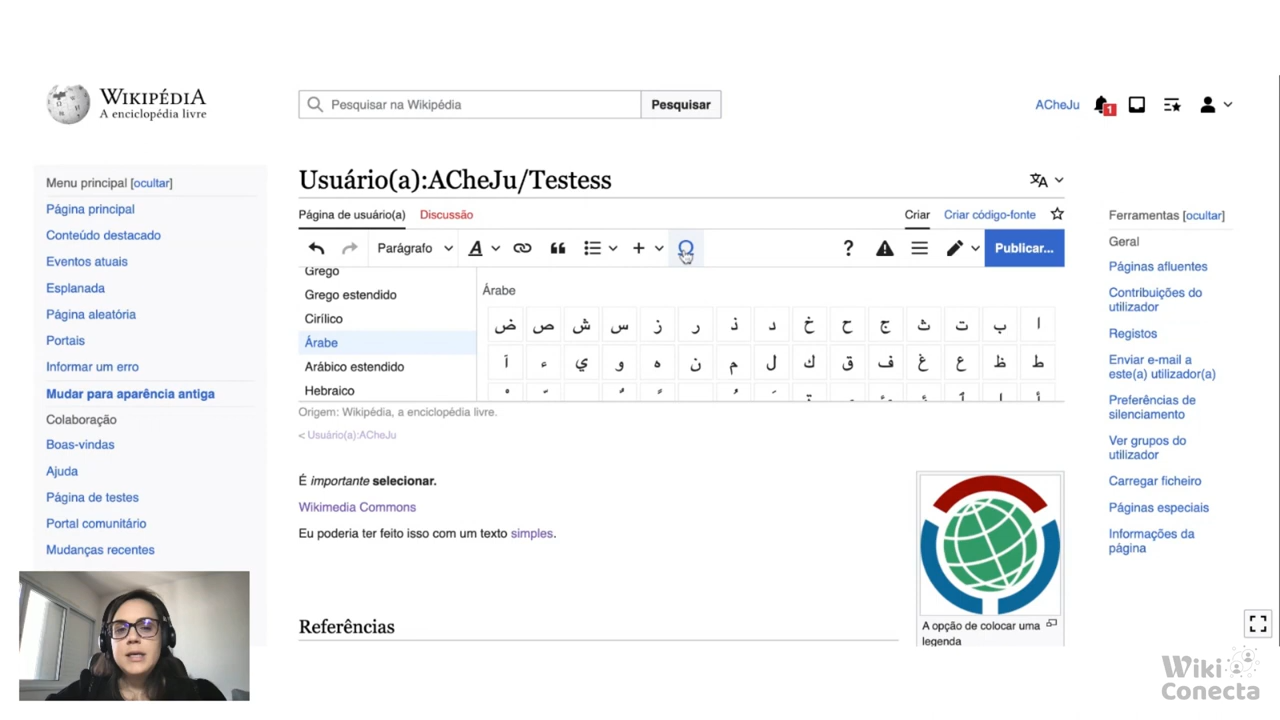 WIKIPÉDIA
A enciclopédia livre
Pesquisar na Wikipédia
Pesquisar
ACheJu
1
Menu principal [ocultar]
Página principal
Conteúdo destacado
Eventos atuais
Esplanada
Página aleatória
Portais
Informar um erro
Mudar para aparência antiga
Colaboração
Boas-vindas
Ajuda
Página de testes
Portal comunitário
Mudanças recentes
Usuário(a):ACheJu/Testess
Página de usuário(a) Discussão
Criar Criar código-fonte
Parágrafo
A
Ω
?
Publicar...
Grego
Grego estendido
Cirílico
Árabe
Arábico estendido
Hebraico
Árabe
ا ب ت ث ج ح خ د ذ ر ز س ش ص ض
ط ظ ع غ ف ق ك ل م ن ه و ي ء آ
Origem: Wikipédia, a enciclopédia livre.
< Usuário(a):ACheJu
É importante selecionar.
Wikimedia Commons
Eu poderia ter feito isso com um texto simples.
A opção de colocar uma
legenda
Referências
Ferramentas [ocultar]
Geral
Páginas afluentes
Contribuições do
utilizador
Registos
Enviar e-mail a
este(a) utilizador(a)
Preferências de
silenciamento
Ver grupos do
utilizador
Carregar ficheiro
Páginas especiais
Informações da
página
Wiki
Conecta